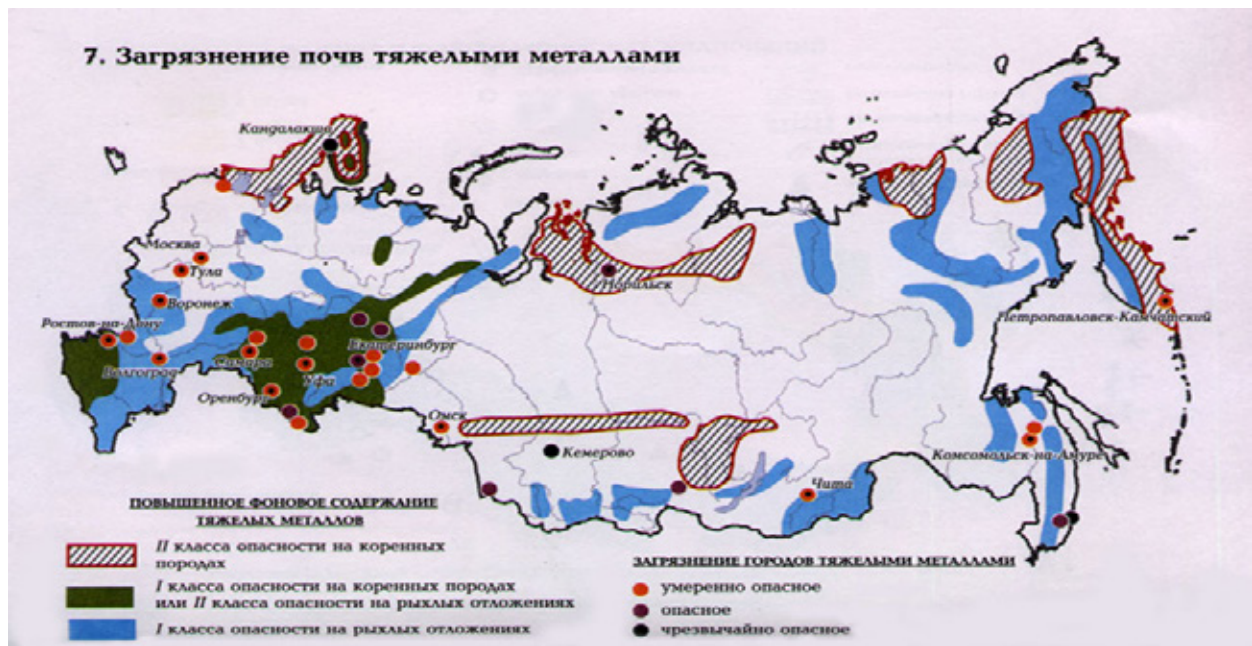 7. Загрязнение почв тяжелыми металлами
Кандалакша
Москва
Тула
Воронеж
Ростов-на-Дону
Волгоград
Самара
Екатеринбург
Уфа
Оренбург
Омск
Кемерово
Норильск
Петропавловск-Камчатский
Комсомольск-на-Амуре
Чита
ПОВЫШЕННОЕ ФОНОВОЕ СОДЕРЖАНИЕ
ТЯЖЕЛЫХ МЕТАЛЛОВ
II класса опасности на коренных
породах
I класса опасности на коренных породах
или II класса опасности на рыхлых отложениях
I класса опасности на рыхлых отложениях
ЗАГРЯЗНЕНИЕ ГОРОДОВ ТЯЖЕЛЫМИ МЕТАЛЛАМИ
умеренно опасное
опасное
чрезвычайно опасное